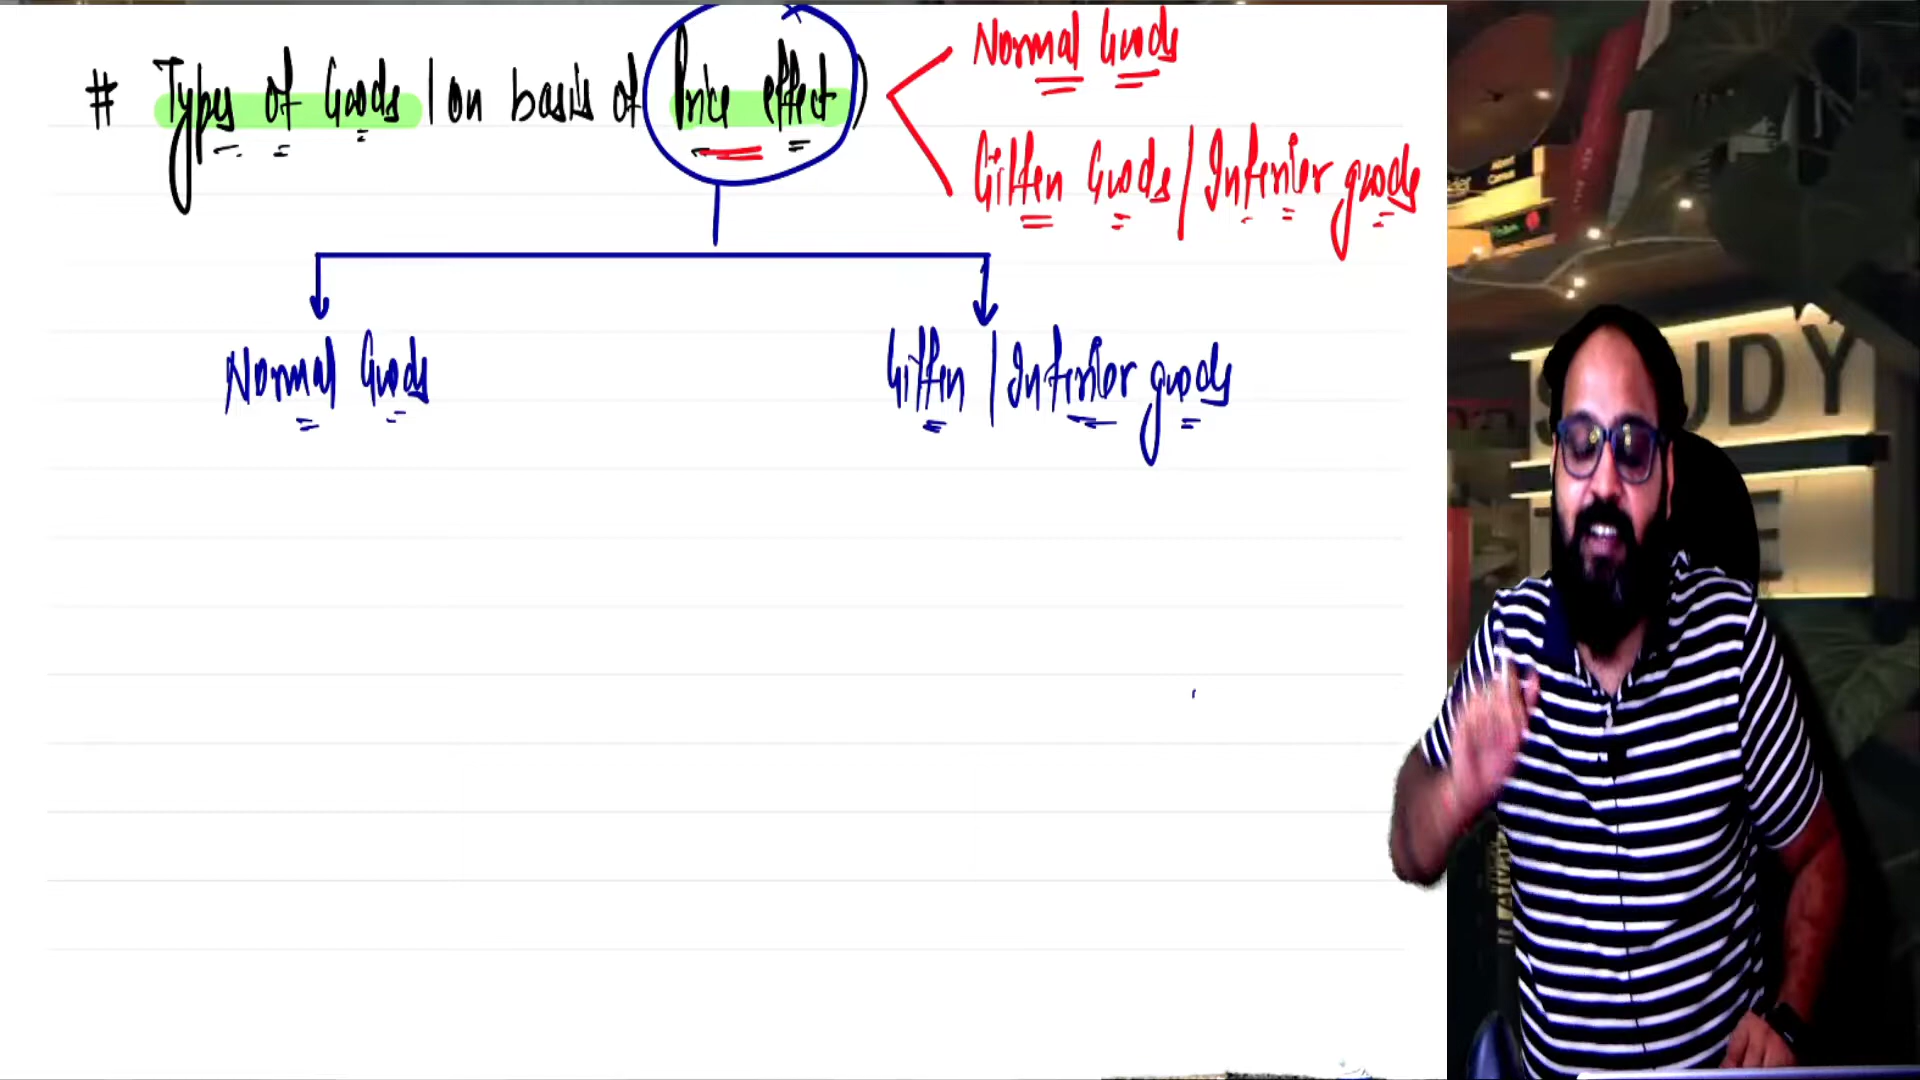 # Types of Goods (on basis of Price effect)
Normal Goods
Giffen Goods / Inferior goods
Normal Goods
Giffen / Inferior goods
STUDY